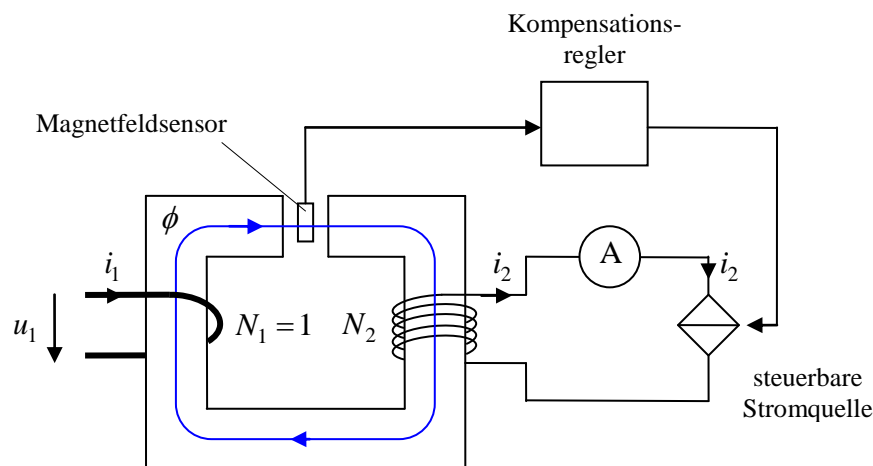 Kompensations-
regler
Magnetfeldsensor
ϕ
A
i₁
i₂
i₂
u₁
N₁ = 1
N₂
steuerbare
Stromquelle